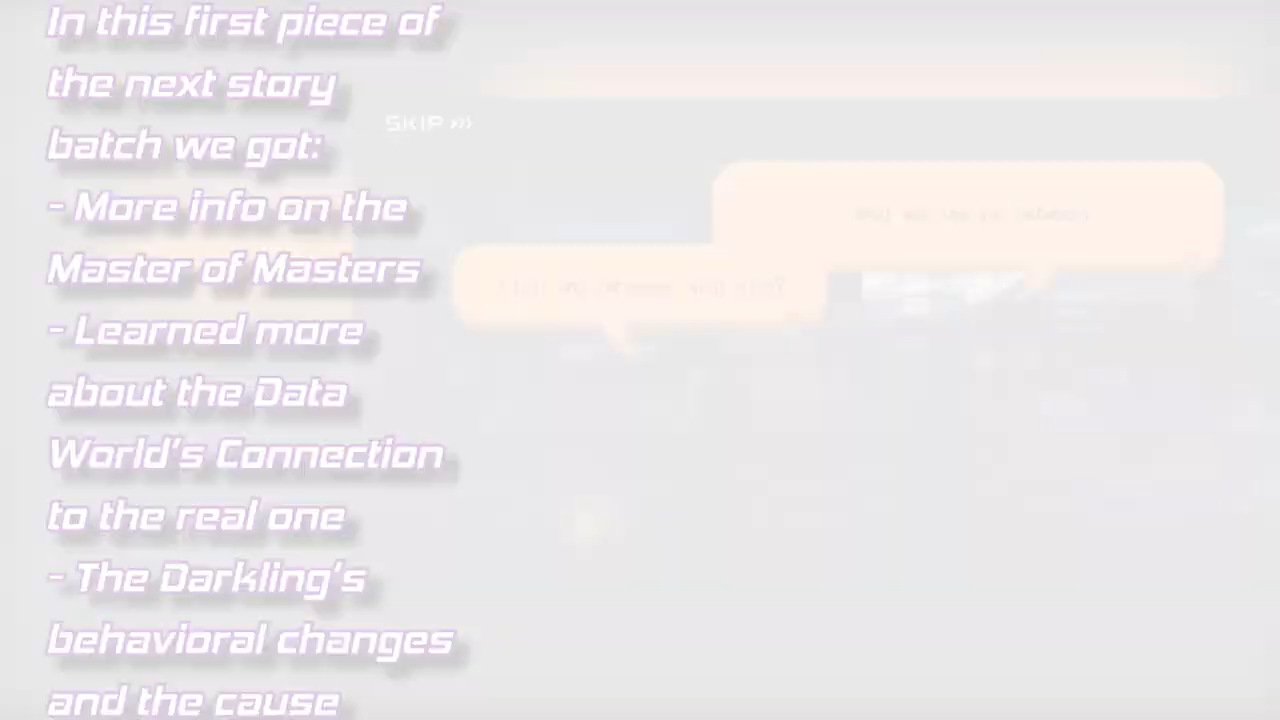 In this first piece of
the next story
batch we got:
- More info on the
Master of Masters
- Learned more
about the Data
World's Connection
to the real one
- The Darkling's
behavioral changes
and the cause
SKIP >>>